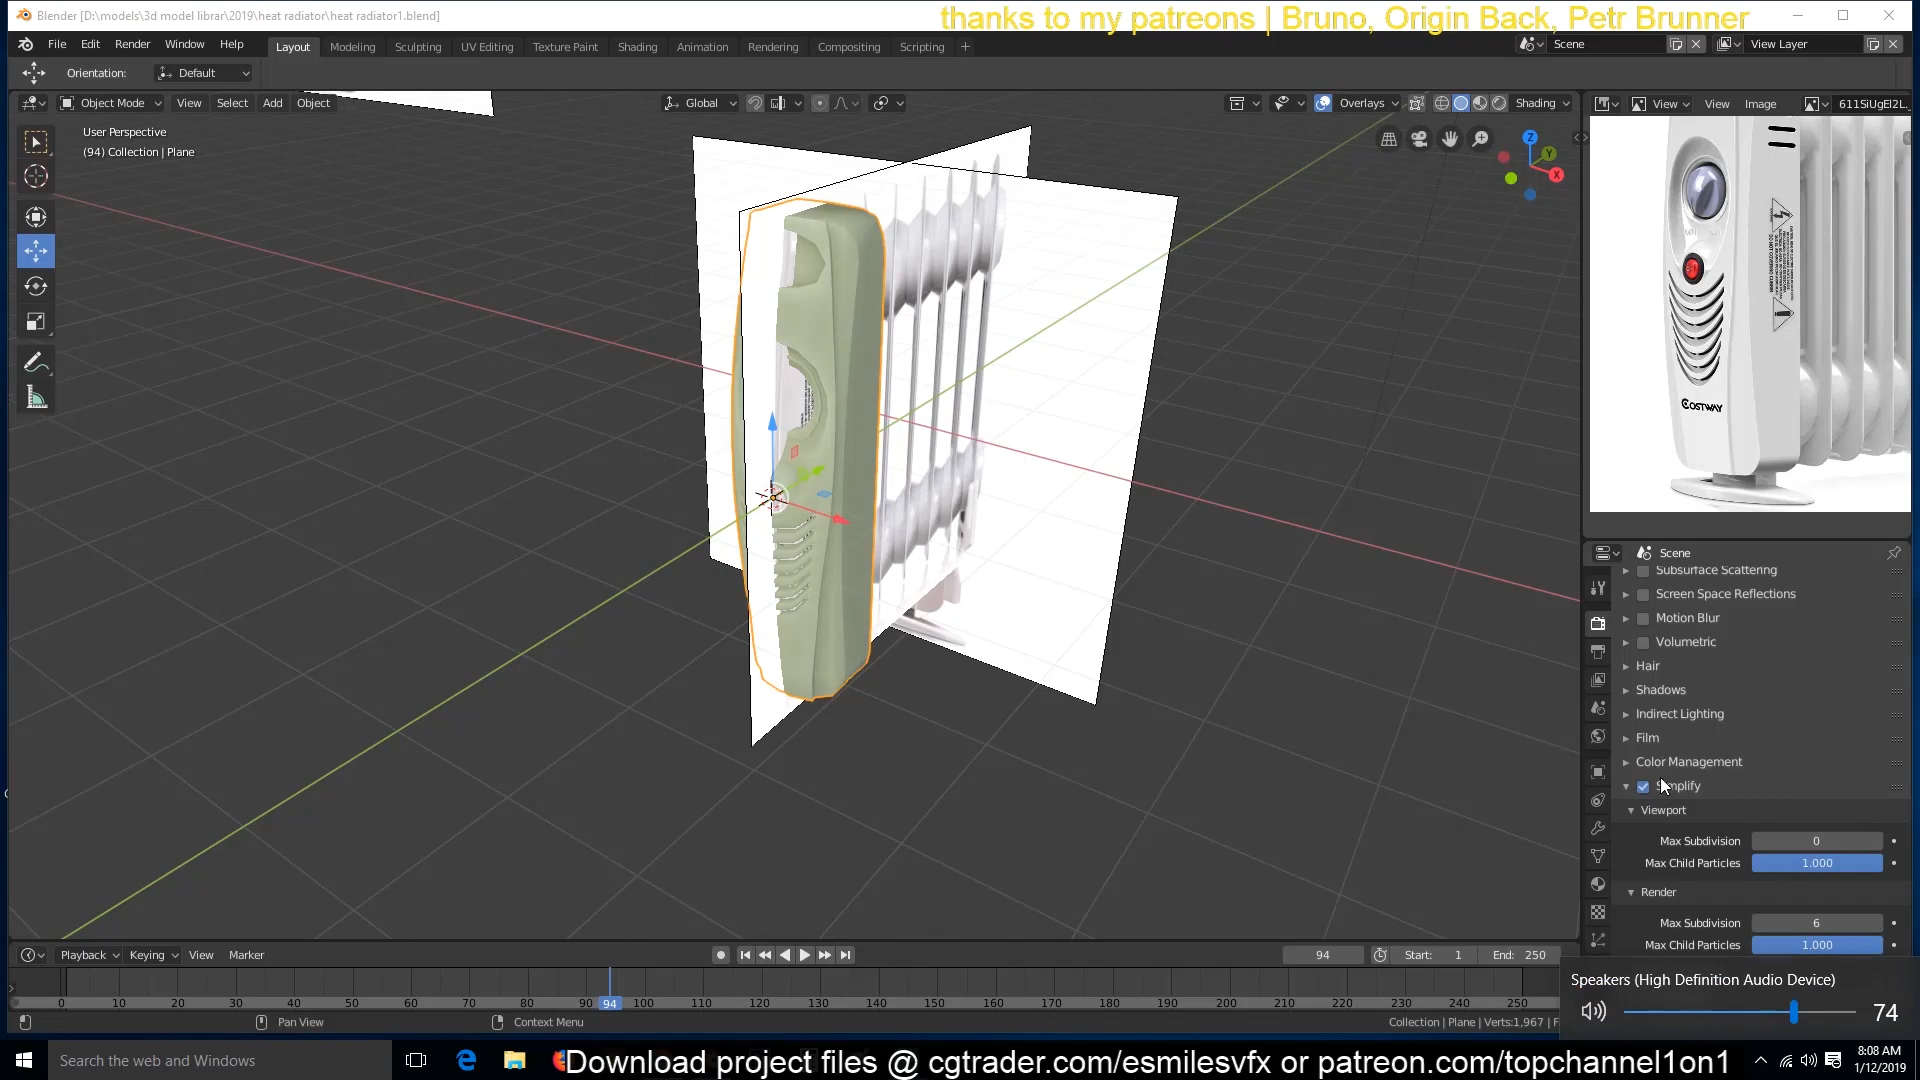 Blender [D:\models\3d model librar\2019\heat radiator\heat radiator1.blend]
thanks to my patreons | Bruno, Origin Back, Petr Brunner
File Edit Render Window Help
Layout Modeling Sculpting UV Editing Texture Paint Shading Animation Rendering Compositing Scripting +
Scene
View Layer
Orientation: Default
Object Mode View Select Add Object
Global
Overlays
Shading
View View Image 611SiUgEl2L.
User Perspective
(94) Collection | Plane
Z
Y
X
COSTWAY
Scene
Subsurface Scattering
Screen Space Reflections
Motion Blur
Volumetric
Hair
Shadows
Indirect Lighting
Film
Color Management
Viewport
Max Subdivision 0
Max Child Particles 1.000
Render
Max Subdivision 6
Max Child Particles 1.000
Playback Keying View Marker
94
Start: 1
End: 250
0 10 20 30 40 50 60 70 80 90 94 100 110 120 130 140 150 160 170 180 190 200 210 220 230 240 250
Speakers (High Definition Audio Device)
74
Pan View
Context Menu
Collection | Plane | Verts:1,967 | F
Search the web and Windows
Download project files @ cgtrader.com/esmilesvfx or patreon.com/topchannel1on1
8:08 AM
1/12/2019